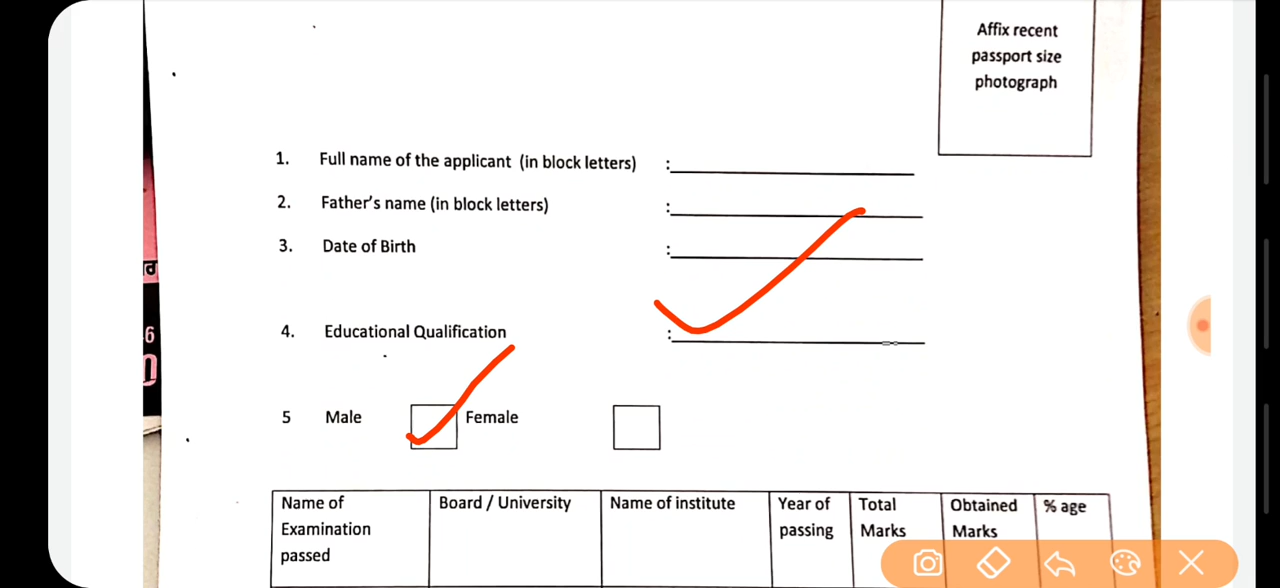 Affix recent
passport size
photograph
1. Full name of the applicant (in block letters) :
2. Father's name (in block letters) :
3. Date of Birth :
4. Educational Qualification :
5 Male Female
Name of Examination passed Board / University Name of institute Year of passing Total Marks Obtained Marks % age